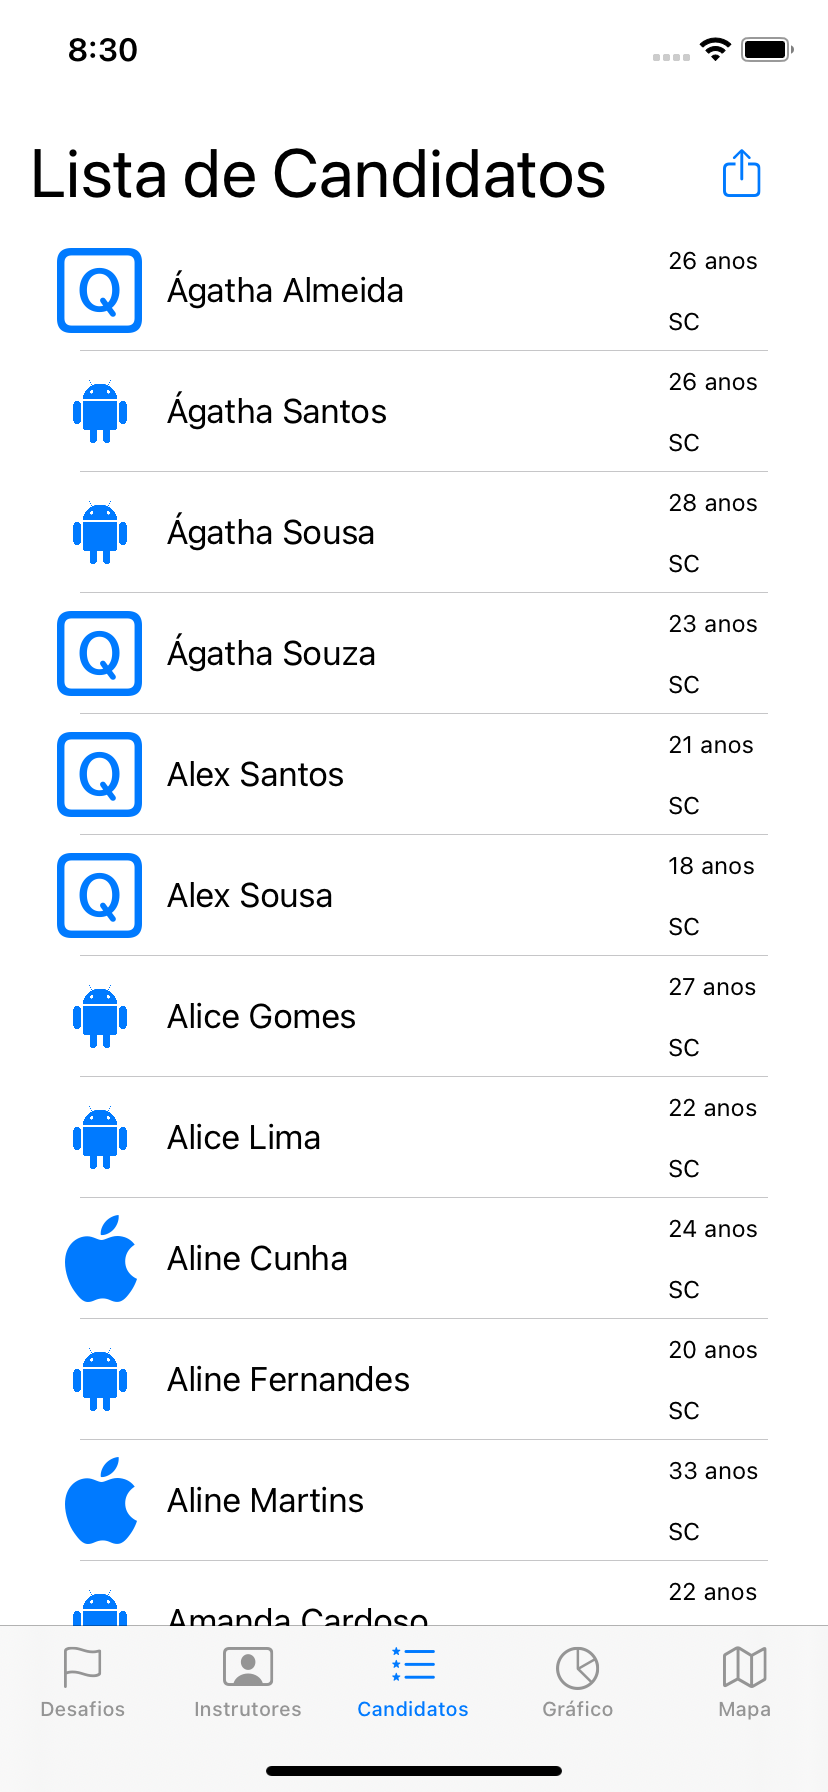 8:30
Lista de Candidatos
Q
Ágatha Almeida
26 anos
SC
Ágatha Santos
26 anos
SC
Ágatha Sousa
28 anos
SC
Q
Ágatha Souza
23 anos
SC
Q
Alex Santos
21 anos
SC
Q
Alex Sousa
18 anos
SC
Alice Gomes
27 anos
SC
Alice Lima
22 anos
SC
Aline Cunha
24 anos
SC
Aline Fernandes
20 anos
SC
Aline Martins
33 anos
SC
Amanda Cardoso
22 anos
Desafios
Instrutores
Candidatos
Gráfico
Mapa